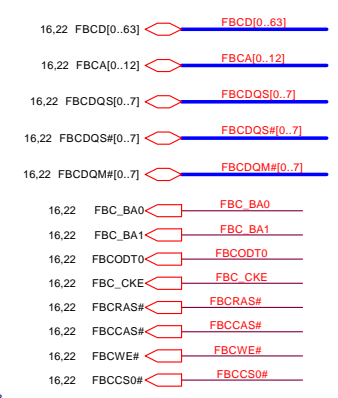 16,22 FBCD[0..63] FBCD[0..63]
16,22 FBCA[0..12] FBCA[0..12]
16,22 FBCDQS[0..7] FBCDQS[0..7]
16,22 FBCDQS#[0..7] FBCDQS#[0..7]
16,22 FBCDQM#[0..7] FBCDQM#[0..7]
16,22 FBC_BA0 FBC_BA0
16,22 FBC_BA1 FBC_BA1
16,22 FBCODT0 FBCODT0
16,22 FBC_CKE FBC_CKE
16,22 FBCRAS# FBCRAS#
16,22 FBCCAS# FBCCAS#
16,22 FBCWE# FBCWE#
16,22 FBCCS0# FBCCS0#